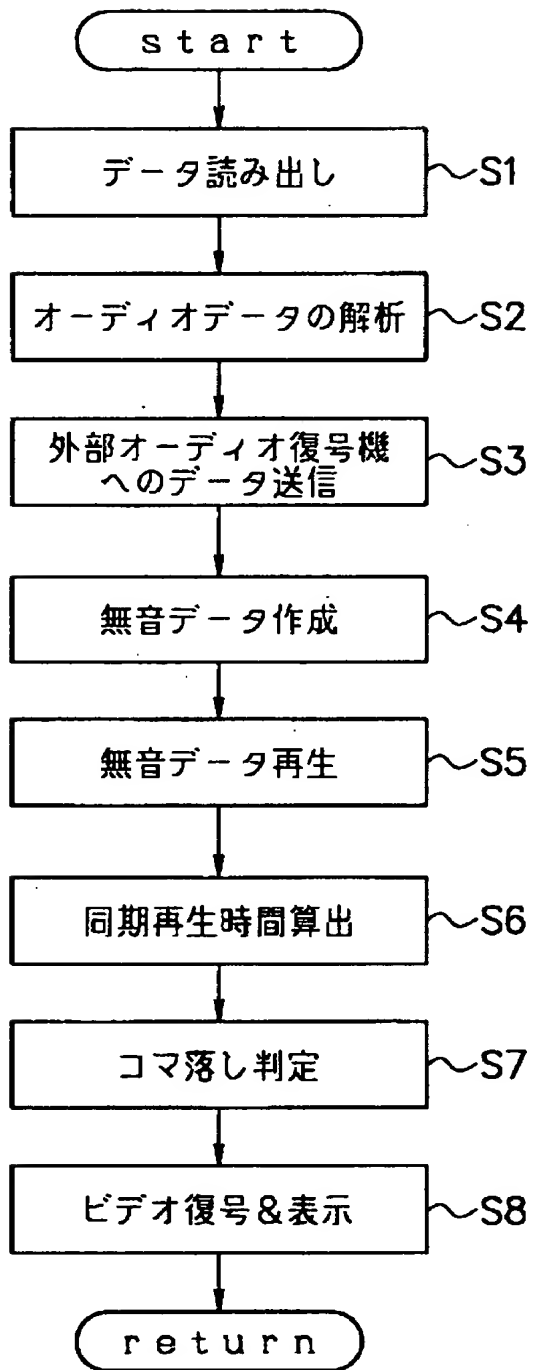 start
データ読み出し
S1
オーディオデータの解析
S2
外部オーディオ復号機
へのデータ送信
S3
無音データ作成
S4
無音データ再生
S5
同期再生時間算出
S6
コマ落し判定
S7
ビデオ復号&表示
S8
return